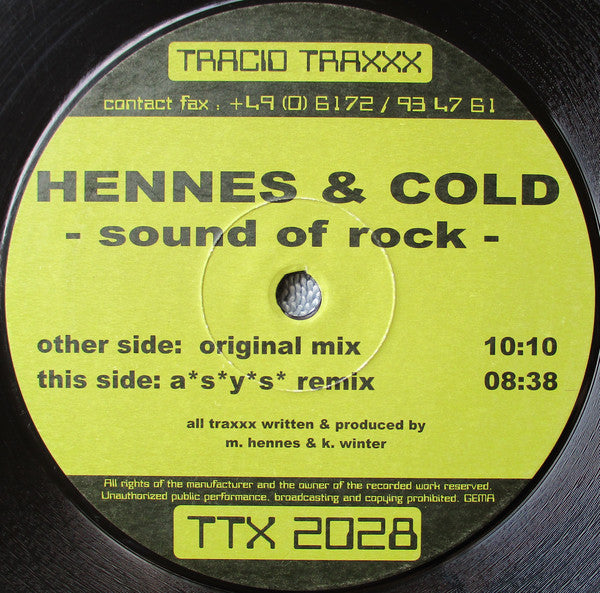 TRACID TRAXXX
contact fax : +49 (0) 6172 / 93 47 61
HENNES & COLD
- sound of rock -
other side: original mix 10:10
this side: a*s*y*s* remix 08:38
all traxxx written & produced by
m. hennes & k. winter
All rights of the manufacturer and the owner of the recorded work reserved.
Unauthorized public performance, broadcasting and copying prohibited. GEMA
TTX 2028